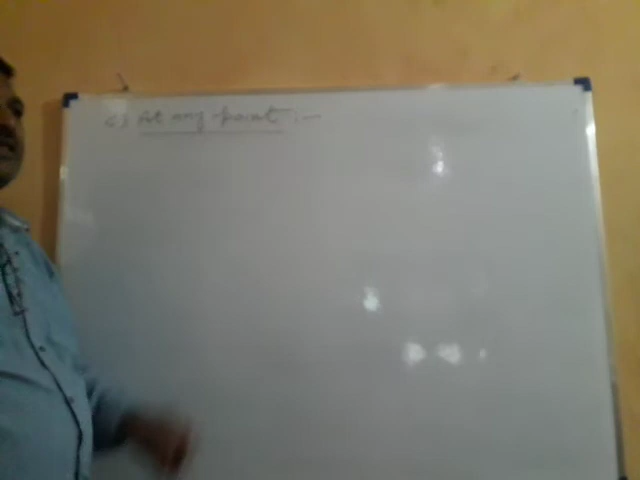 c) At any point :-